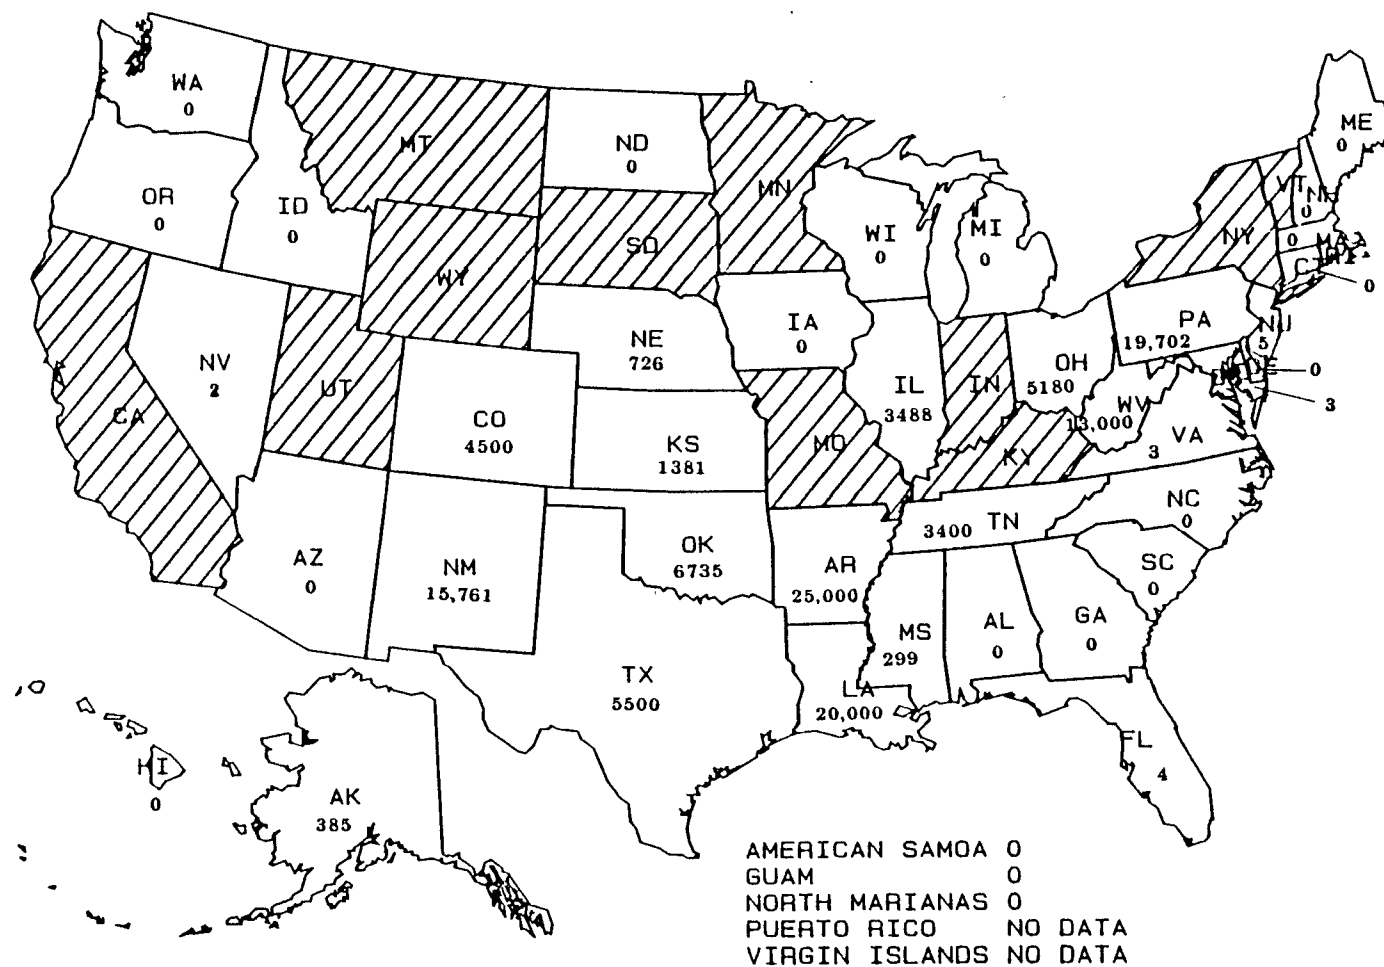 WA
0
MT
ND
0
MN
ME
0
OR
0
ID
0
SD
WI
0
MI
0
VT
NH
0
NY
0 MA
CT
0
WY
NE
726
IA
0
PA
19,702
NJ
5
NV
2
UT
CO
4500
KS
1381
IL
3488
IN
OH
5180
WV
13,000
DE
0
3
CA
MO
KY
VA
3
AZ
0
NM
15,761
OK
6735
AR
25,000
3400 TN
NC
0
SC
0
TX
5500
LA
20,000
MS
299
AL
0
GA
0
FL
4
HI
0
AK
385
AMERICAN SAMOA 0
GUAM 0
NORTH MARIANAS 0
PUERTO RICO NO DATA
VIRGIN ISLANDS NO DATA